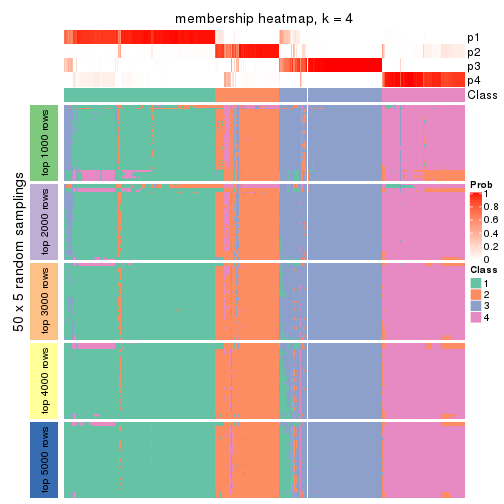 membership heatmap, k = 4
p1
p2
p3
p4
Class
50 x 5 random samplings
top 1000 rows
top 2000 rows
top 3000 rows
top 4000 rows
top 5000 rows
Prob
1
0.8
0.6
0.4
0.2
0
Class
1
2
3
4